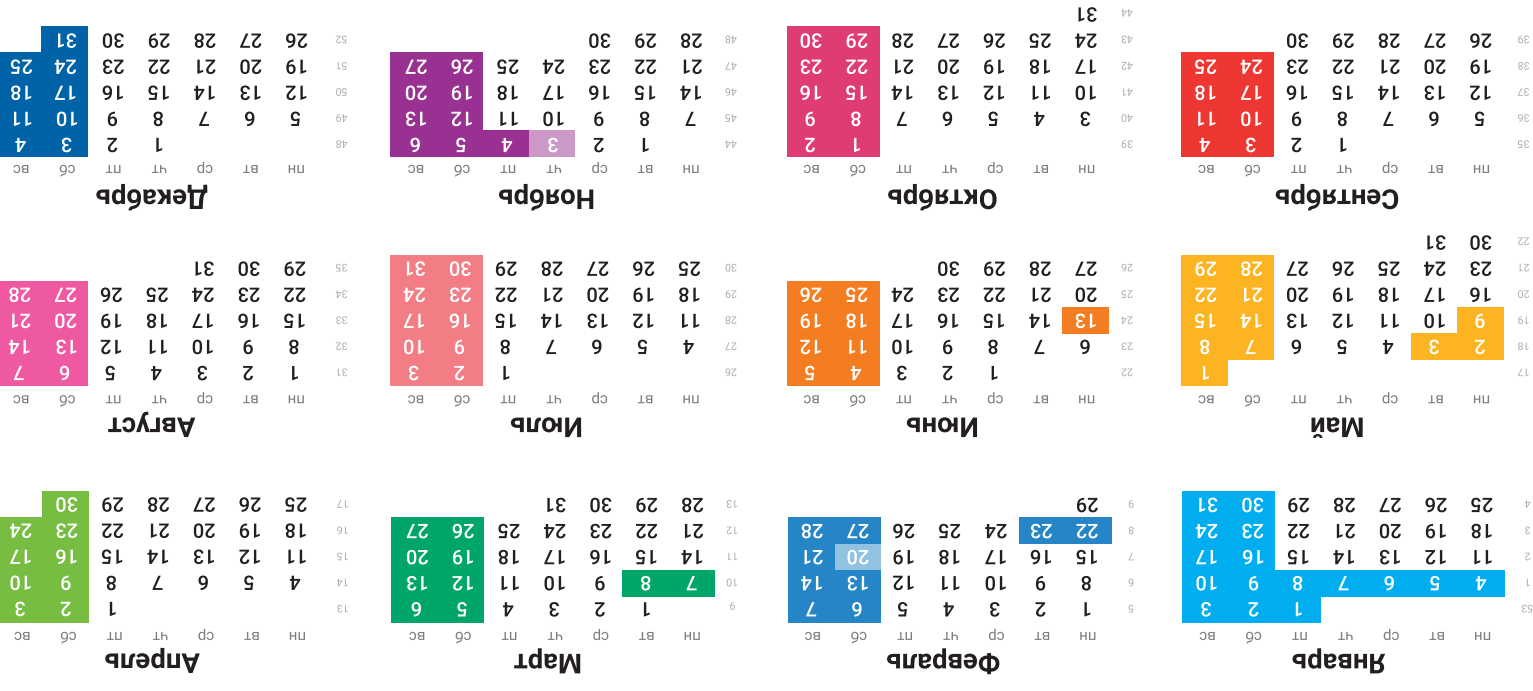 Январь
пн вт ср чт пт сб вс
53 1 2 3
1 4 5 6 7 8 9 10
2 11 12 13 14 15 16 17
3 18 19 20 21 22 23 24
4 25 26 27 28 29 30 31
Февраль
пн вт ср чт пт сб вс
5 1 2 3 4 5 6 7
6 8 9 10 11 12 13 14
7 15 16 17 18 19 20 21
8 22 23 24 25 26 27 28
9 29
Март
пн вт ср чт пт сб вс
9 1 2 3 4 5 6
10 7 8 9 10 11 12 13
11 14 15 16 17 18 19 20
12 21 22 23 24 25 26 27
13 28 29 30 31
Апрель
пн вт ср чт пт сб вс
13 1 2 3
14 4 5 6 7 8 9 10
15 11 12 13 14 15 16 17
16 18 19 20 21 22 23 24
17 25 26 27 28 29 30
Май
пн вт ср чт пт сб вс
17 1
18 2 3 4 5 6 7 8
19 9 10 11 12 13 14 15
20 16 17 18 19 20 21 22
21 23 24 25 26 27 28 29
22 30 31
Июнь
пн вт ср чт пт сб вс
22 1 2 3 4 5
23 6 7 8 9 10 11 12
24 13 14 15 16 17 18 19
25 20 21 22 23 24 25 26
26 27 28 29 30
Июль
пн вт ср чт пт сб вс
26 1 2 3
27 4 5 6 7 8 9 10
28 11 12 13 14 15 16 17
29 18 19 20 21 22 23 24
30 25 26 27 28 29 30 31
Август
пн вт ср чт пт сб вс
31 1 2 3 4 5 6 7
32 8 9 10 11 12 13 14
33 15 16 17 18 19 20 21
34 22 23 24 25 26 27 28
35 29 30 31
Сентябрь
пн вт ср чт пт сб вс
35 1 2 3 4
36 5 6 7 8 9 10 11
37 12 13 14 15 16 17 18
38 19 20 21 22 23 24 25
39 26 27 28 29 30
Октябрь
пн вт ср чт пт сб вс
39 1 2
40 3 4 5 6 7 8 9
41 10 11 12 13 14 15 16
42 17 18 19 20 21 22 23
43 24 25 26 27 28 29 30
44 31
Ноябрь
пн вт ср чт пт сб вс
44 1 2 3 4 5 6
45 7 8 9 10 11 12 13
46 14 15 16 17 18 19 20
47 21 22 23 24 25 26 27
48 28 29 30
Декабрь
пн вт ср чт пт сб вс
48 1 2 3 4
49 5 6 7 8 9 10 11
50 12 13 14 15 16 17 18
51 19 20 21 22 23 24 25
52 26 27 28 29 30 31